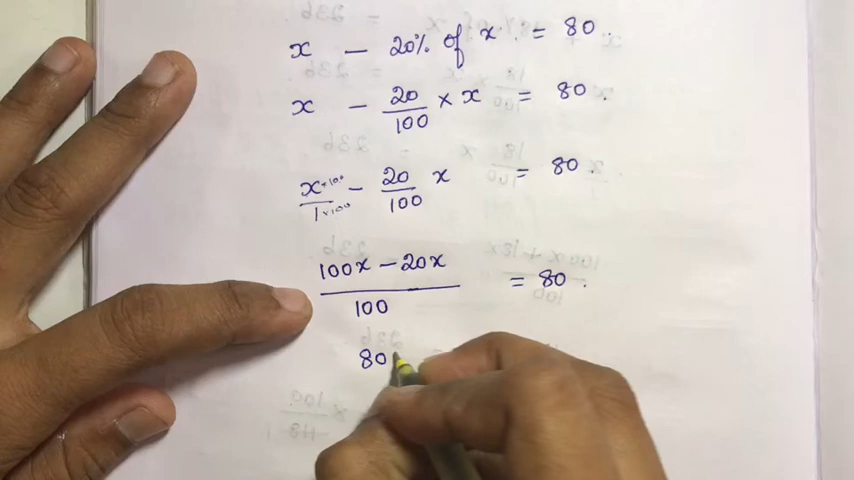 x - 20% of x = 80.
x - 20/100 × x = 80.
x×100/1×100 - 20/100 x = 80.
100x - 20x / 100 = 80.
80